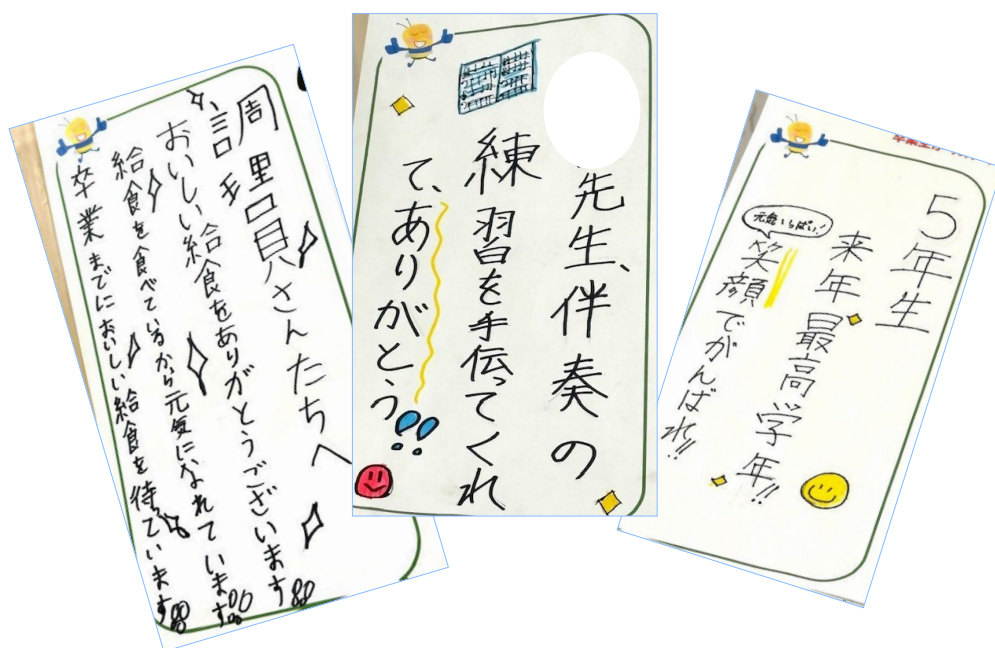 調理員さんたちへ
おいしい給食をありがとうございます!!
給食を食べているから元気になれています!!
卒業までにおいしい給食を待っています!!
先生、伴奏の
練習を手伝ってくれ
て、ありがとう!!
5年生
来年最高学年!!
元気いっぱい!
笑顔でがんばれ!!